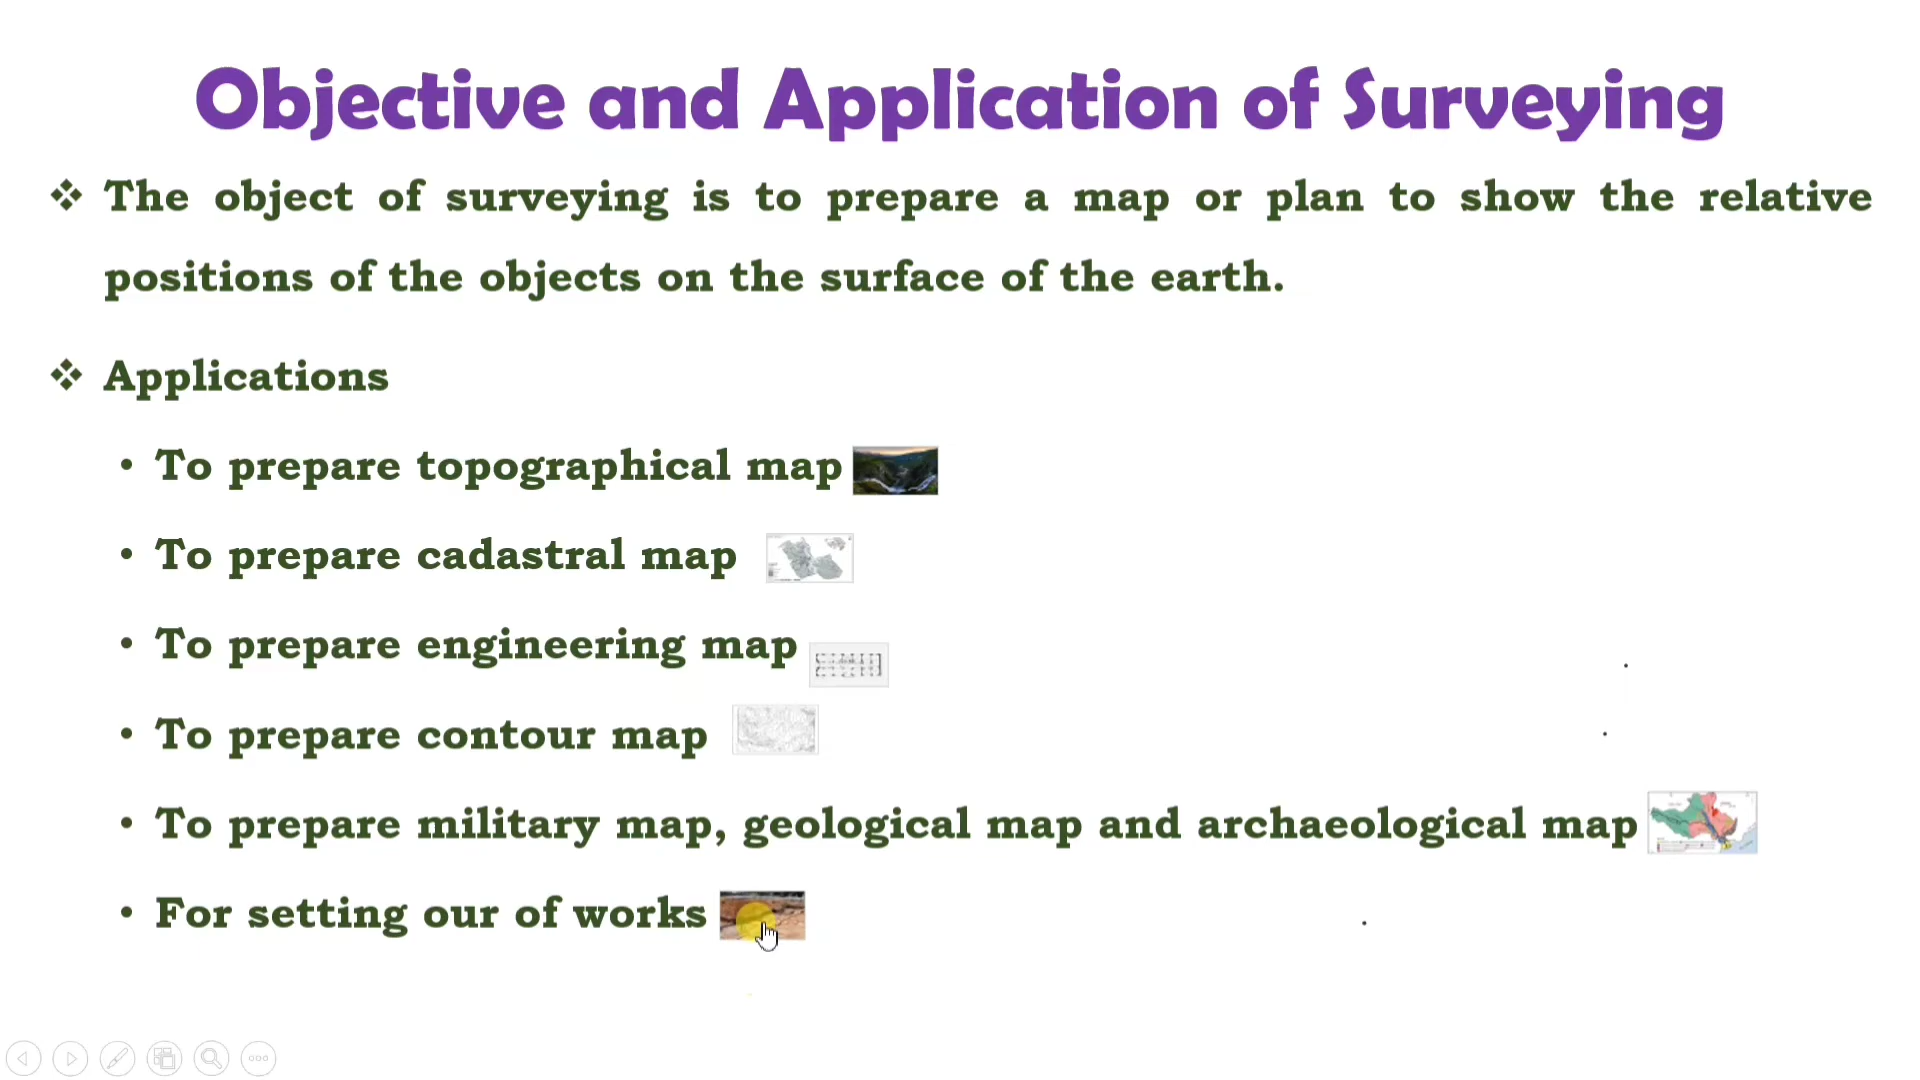 Objective and Application of Surveying
❖ The object of surveying is to prepare a map or plan to show the relative
positions of the objects on the surface of the earth.
❖ Applications
• To prepare topographical map
• To prepare cadastral map
• To prepare engineering map
• To prepare contour map
• To prepare military map, geological map and archaeological map
• For setting our of works